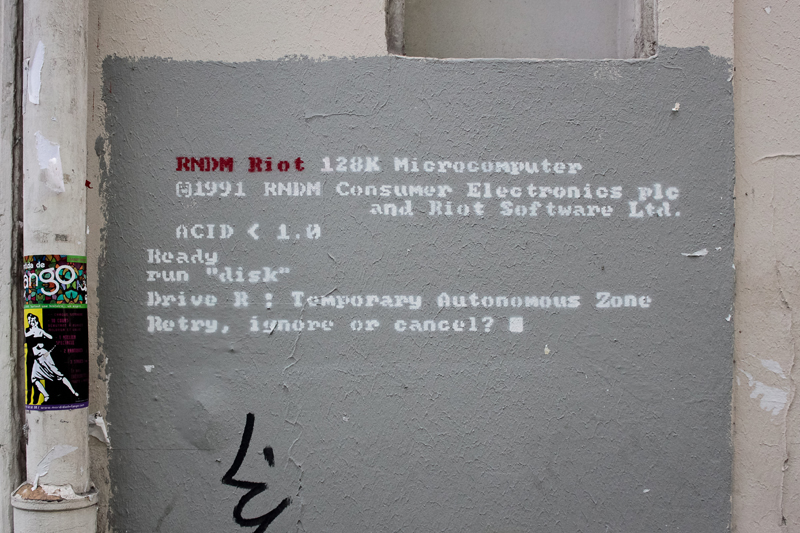 RNDM Riot 128K Microcomputer
©1991 RNDM Consumer Electronics plc
and Riot Software Ltd.
ACID < 1.0
Ready
run "disk"
Drive R : Temporary Autonomous Zone
Retry, ignore or cancel?
ango